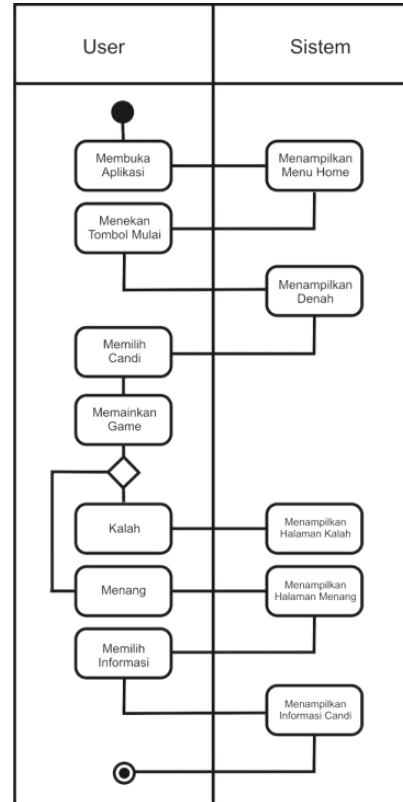 User
Sistem
Membuka
Aplikasi
Menampilkan
Menu Home
Menekan
Tombol Mulai
Menampilkan
Denah
Memilih
Candi
Memainkan
Game
Kalah
Menampilkan
Halaman Kalah
Menang
Menampilkan
Halaman Menang
Memilih
Informasi
Menampilkan
Informasi Candi